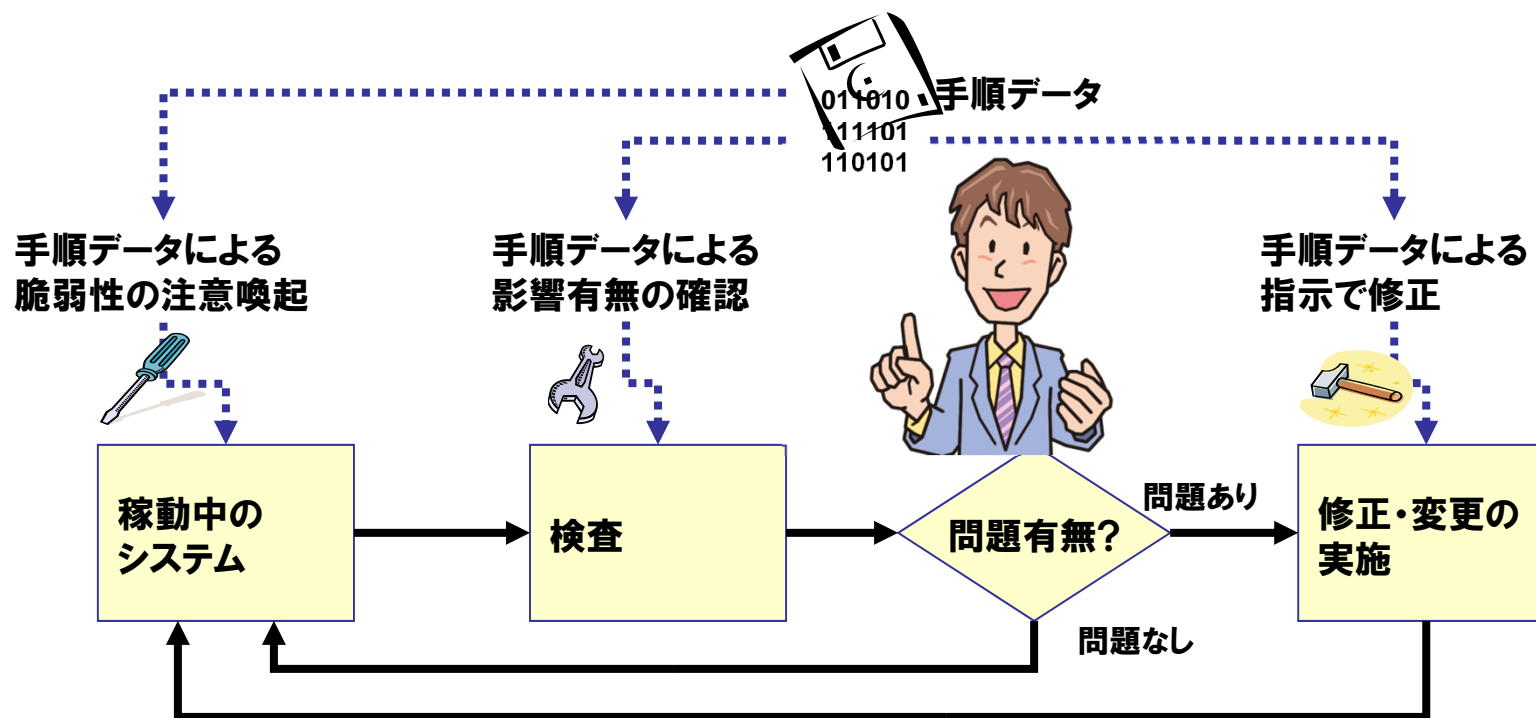 011010
111101
110101
手順データ
手順データによる
脆弱性の注意喚起
手順データによる
影響有無の確認
手順データによる
指示で修正
稼動中の
システム
検査
問題有無？
問題あり
修正・変更の
実施
問題なし